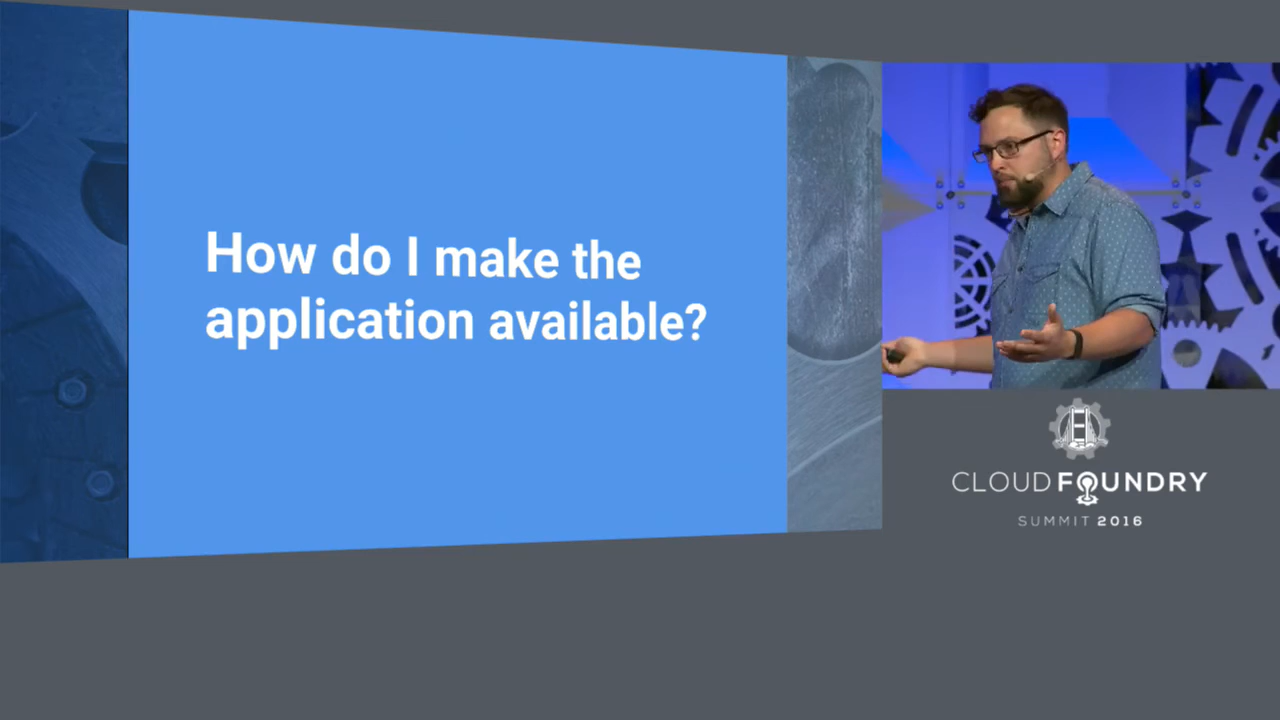 How do I make the
application available?
CLOUD FOUNDRY
SUMMIT 2016